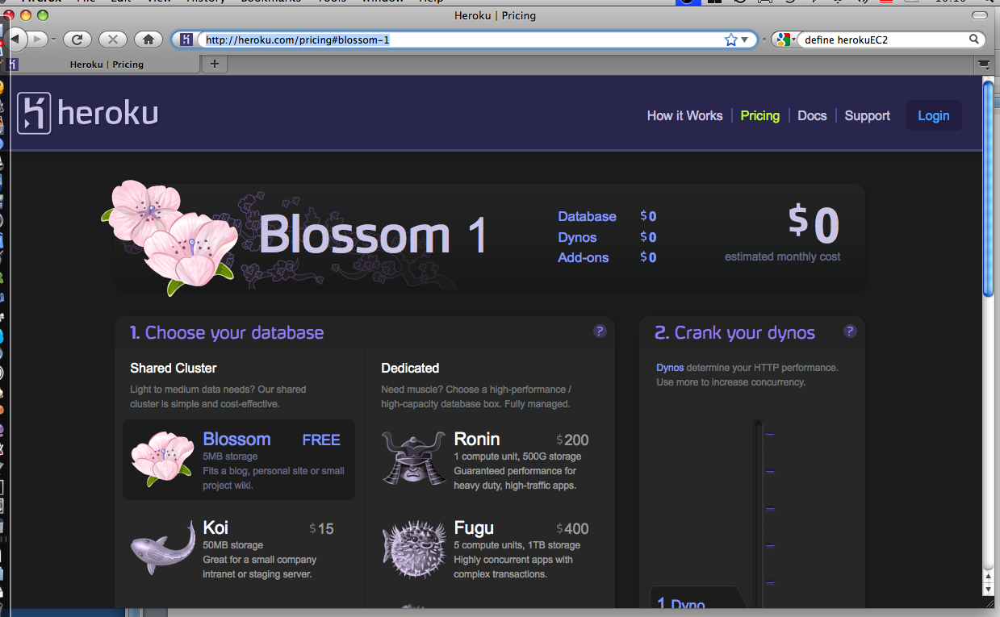 Heroku | Pricing
http://heroku.com/pricing#blossom-1
define herokuEC2
Heroku | Pricing
heroku
How it Works
Pricing
Docs
Support
Login
Blossom 1
Database $0
Dynos $0
Add-ons $0
$0
estimated monthly cost
1. Choose your database ?
Shared Cluster
Light to medium data needs? Our shared
cluster is simple and cost-effective.
Blossom FREE
5MB storage
Fits a blog, personal site or small
project wiki.
Koi $15
50MB storage
Great for a small company
intranet or staging server.
Dedicated
Need muscle? Choose a high-performance /
high-capacity database box. Fully managed.
Ronin $200
1 compute unit, 500G storage
Guaranteed performance for
heavy duty, high-traffic apps.
Fugu $400
5 compute units, 1TB storage
Highly concurrent apps with
complex transactions.
2. Crank your dynos ?
Dynos determine your HTTP performance.
Use more to increase concurrency.
1 Dyno